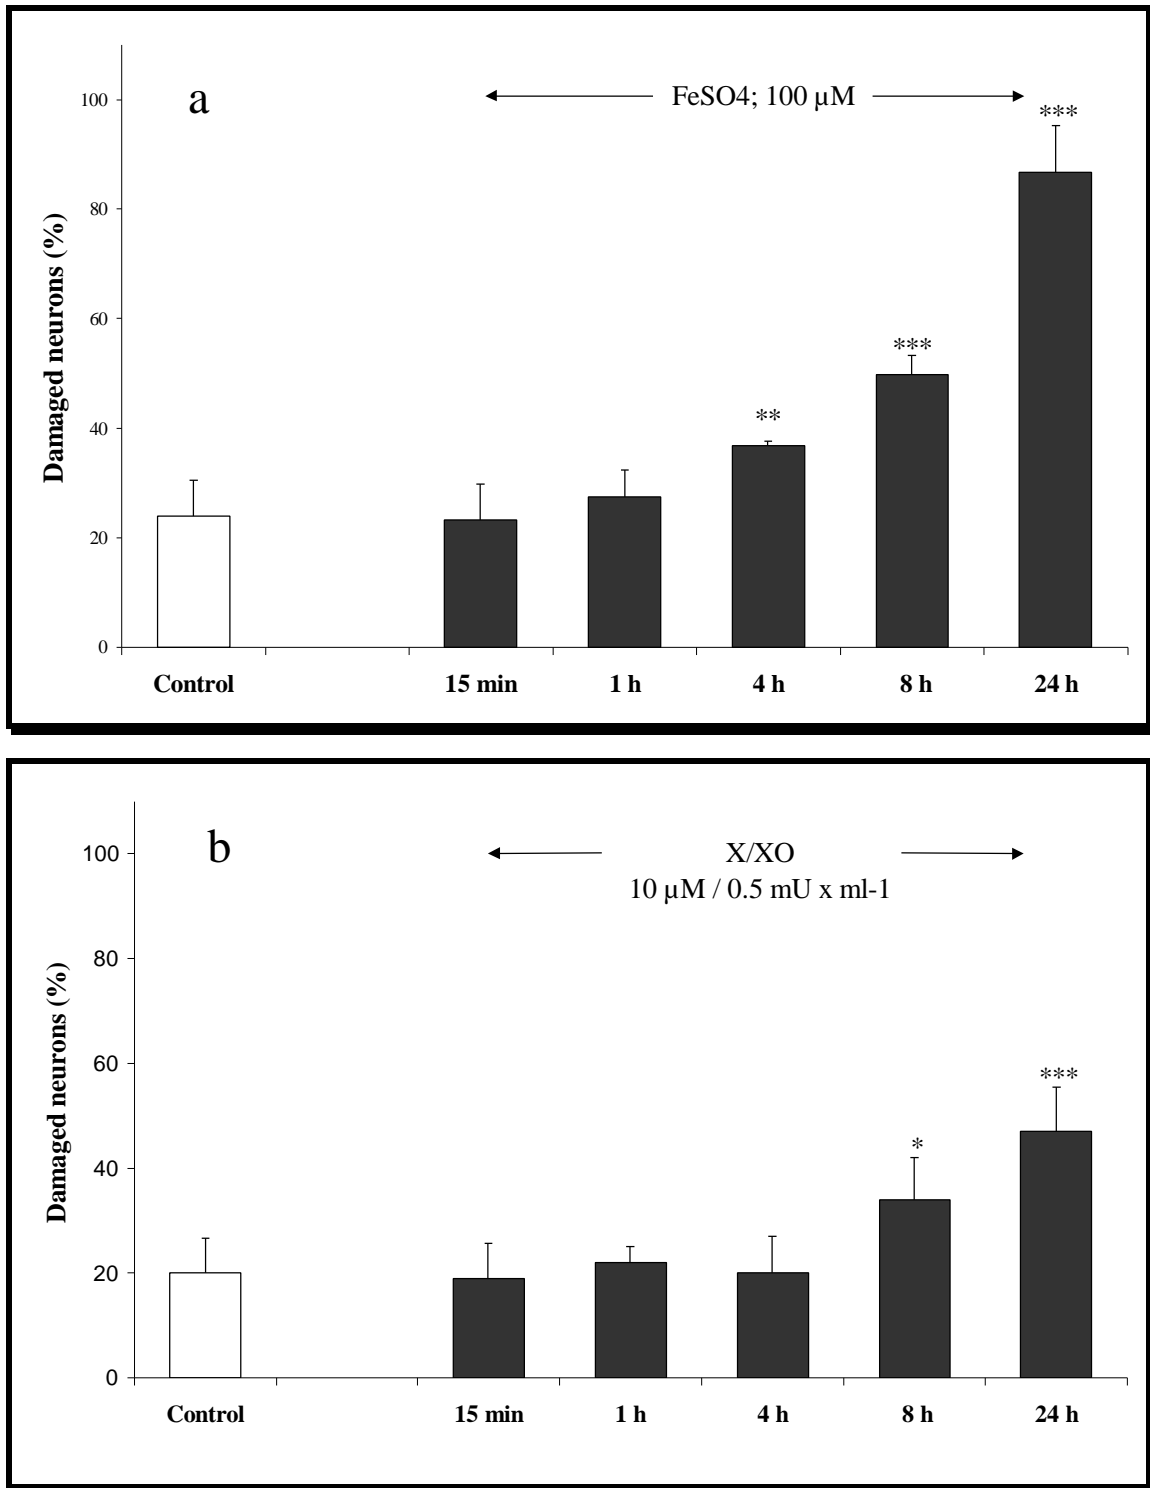 a
FeSO4; 100 µM
***
100
80
60
40
20
0
Damaged neurons (%)
***
**
Control 15 min 1 h 4 h 8 h 24 h
b
X/XO
10 µM / 0.5 mU x ml-1
100
80
60
40
20
0
Damaged neurons (%)
***
*
Control 15 min 1 h 4 h 8 h 24 h